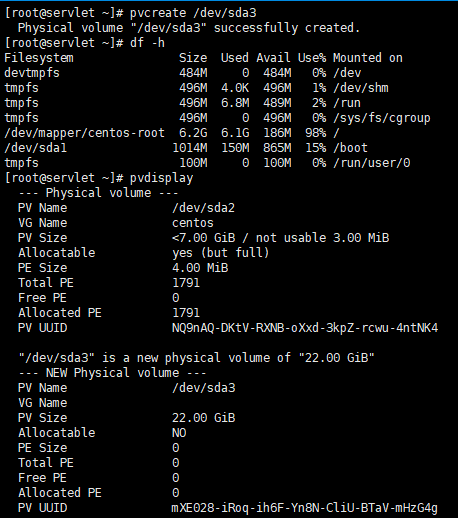 [root@servlet ~]# pvcreate /dev/sda3
  Physical volume "/dev/sda3" successfully created.
[root@servlet ~]# df -h
Filesystem               Size  Used Avail Use% Mounted on
devtmpfs                 484M     0  484M   0% /dev
tmpfs                    496M  4.0K  496M   1% /dev/shm
tmpfs                    496M  6.8M  489M   2% /run
tmpfs                    496M     0  496M   0% /sys/fs/cgroup
/dev/mapper/centos-root  6.2G  6.1G  186M  98% /
/dev/sda1               1014M  150M  865M  15% /boot
tmpfs                    100M     0  100M   0% /run/user/0
[root@servlet ~]# pvdisplay
  --- Physical volume ---
  PV Name               /dev/sda2
  VG Name               centos
  PV Size               <7.00 GiB / not usable 3.00 MiB
  Allocatable           yes (but full)
  PE Size               4.00 MiB
  Total PE              1791
  Free PE               0
  Allocated PE          1791
  PV UUID               NQ9nAQ-DKtV-RXNB-oXxd-3kpZ-rcwu-4ntNK4

  "/dev/sda3" is a new physical volume of "22.00 GiB"
  --- NEW Physical volume ---
  PV Name               /dev/sda3
  VG Name
  PV Size               22.00 GiB
  Allocatable           NO
  PE Size               0
  Total PE              0
  Free PE               0
  Allocated PE          0
  PV UUID               mXE028-iRoq-ih6F-Yn8N-CliU-BTaV-mHzG4g